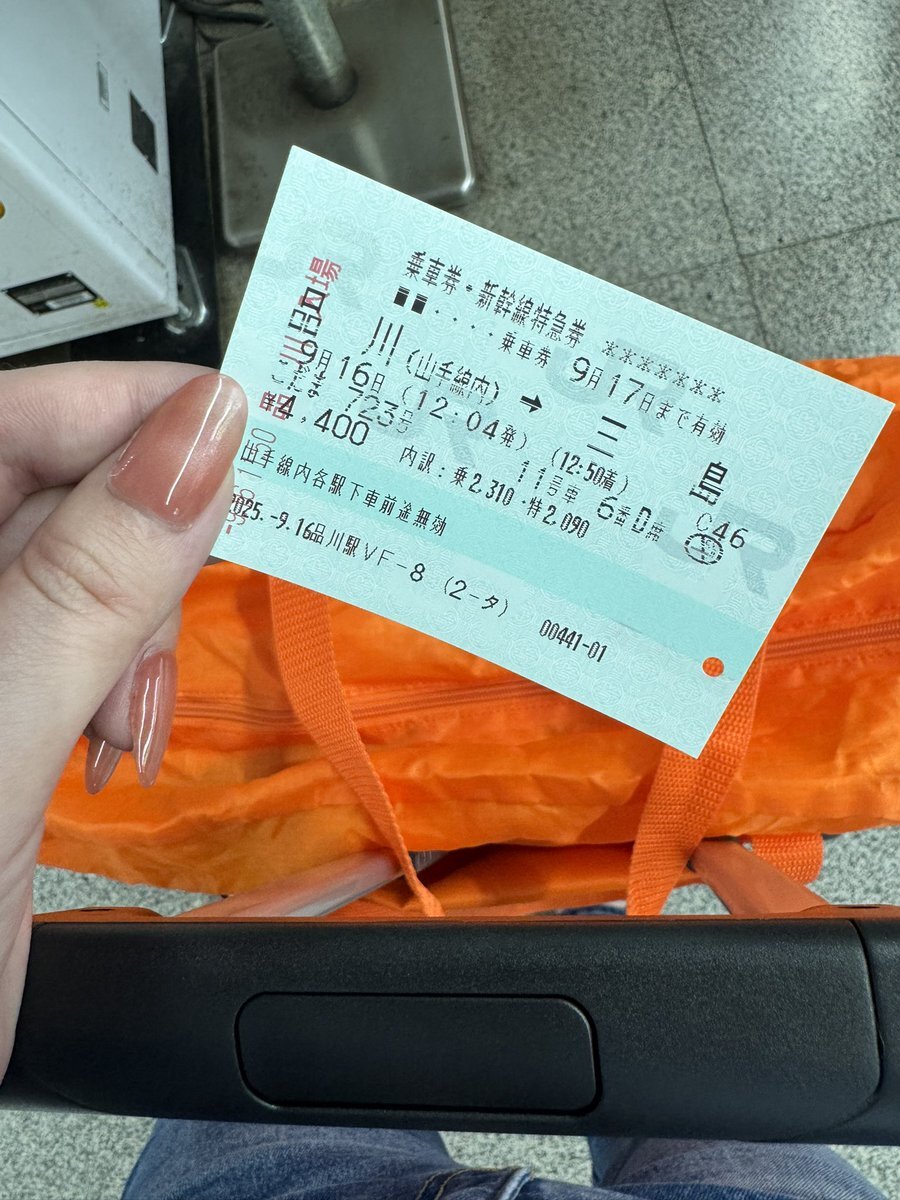 乗車券・新幹線特急券
■■・・・・乗車券 9月17日まで有効 ******
品川(山手線内) → 三島
9月16日(12:04発) (12:50着) C46
こだま 723号 11号車 6番D席
¥4,400 内訳:乗2,310・特2,090
山手線内各駅下車前途無効
2025.-9.16品川駅VF-8 (2-タ) 00441-01
JR